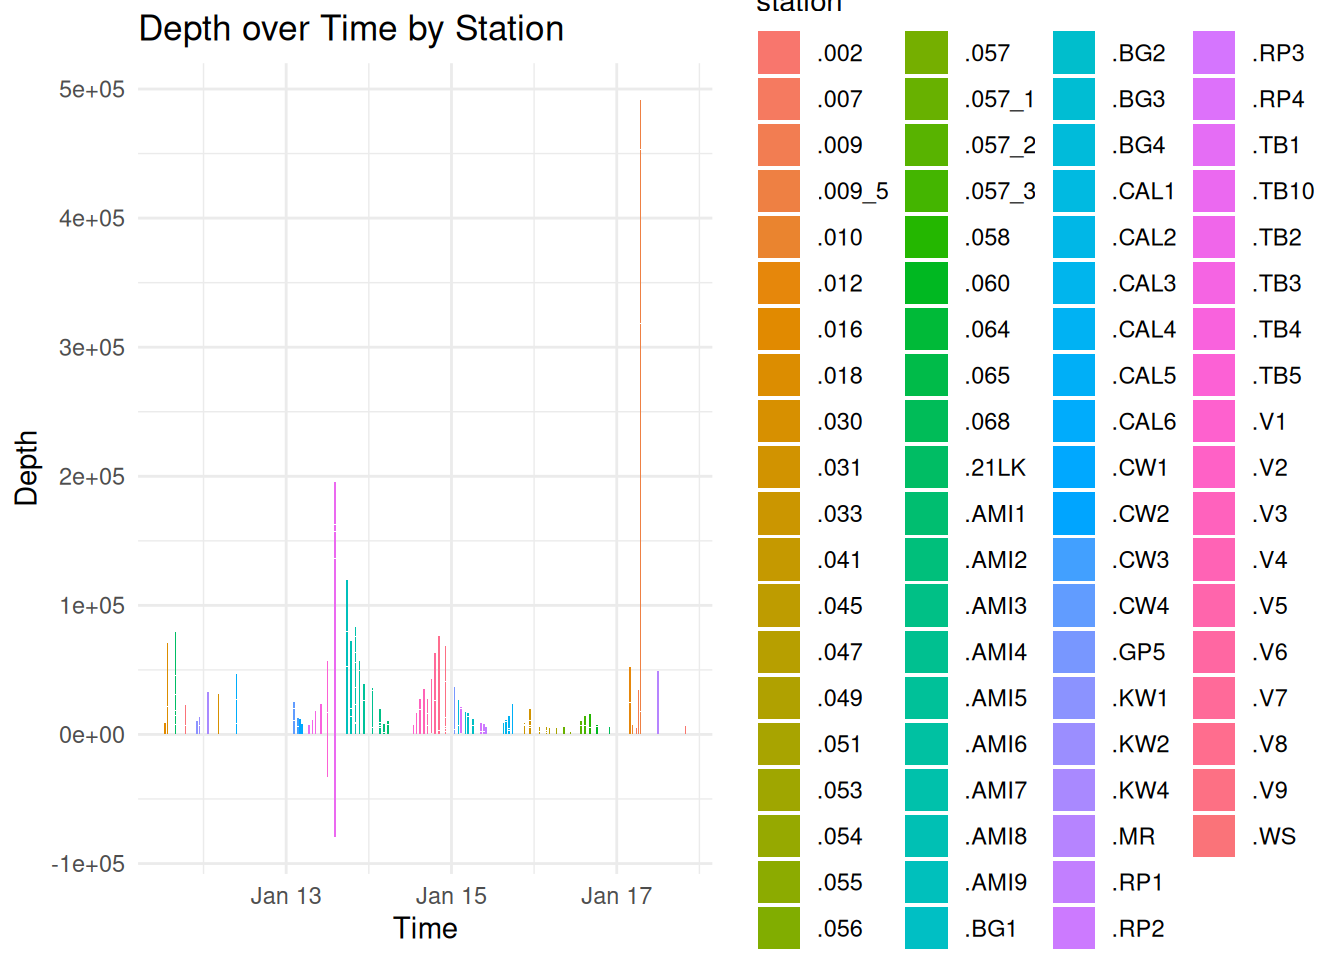 Depth over Time by Station
station
5e+05
4e+05
3e+05
2e+05
1e+05
0e+00
-1e+05
Depth
Jan 13
Jan 15
Jan 17
Time
.002
.007
.009
.009_5
.010
.012
.016
.018
.030
.031
.033
.041
.045
.047
.049
.051
.053
.054
.055
.056
.057
.057_1
.057_2
.057_3
.058
.060
.064
.065
.068
.21LK
.AMI1
.AMI2
.AMI3
.AMI4
.AMI5
.AMI6
.AMI7
.AMI8
.AMI9
.BG1
.BG2
.BG3
.BG4
.CAL1
.CAL2
.CAL3
.CAL4
.CAL5
.CAL6
.CW1
.CW2
.CW3
.CW4
.GP5
.KW1
.KW2
.KW4
.MR
.RP1
.RP2
.RP3
.RP4
.TB1
.TB10
.TB2
.TB3
.TB4
.TB5
.V1
.V2
.V3
.V4
.V5
.V6
.V7
.V8
.V9
.WS